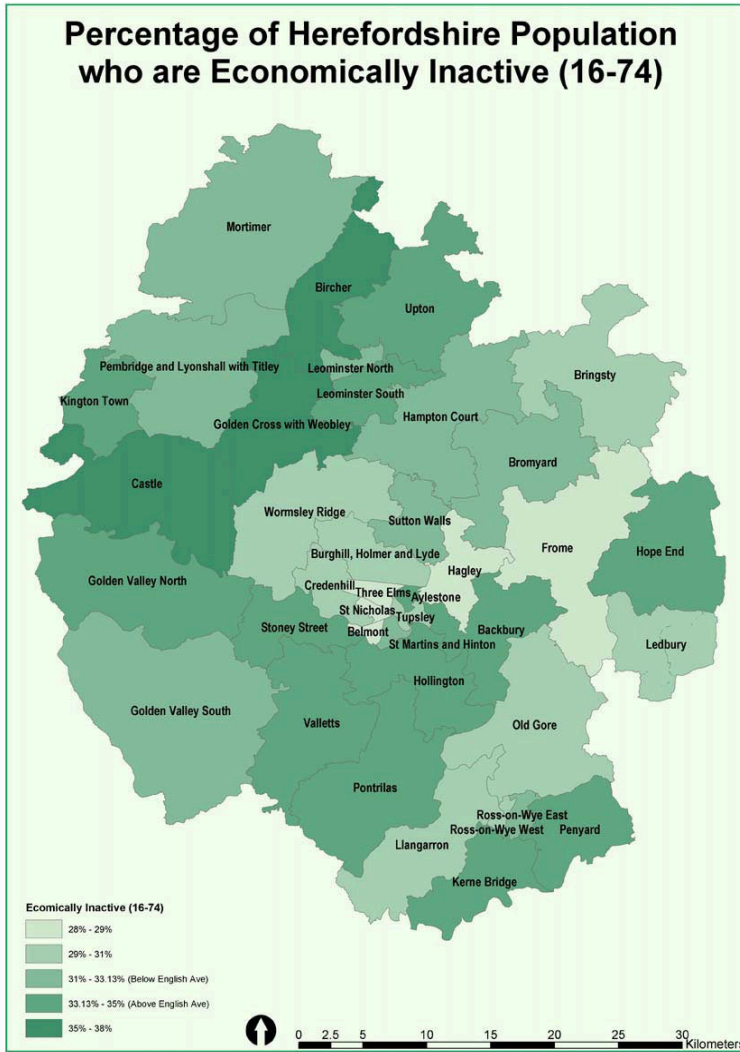 Percentage of Herefordshire Population
who are Economically Inactive (16-74)
Mortimer
Bircher
Upton
Pembridge and Lyonshall with Titley
Leominster North
Bringsty
Kington Town
Leominster South
Hampton Court
Golden Cross with Weobley
Bromyard
Castle
Wormsley Ridge
Sutton Walls
Frome
Hope End
Burghill, Holmer and Lyde
Hagley
Golden Valley North
Credenhill
Three Elms
Aylestone
St Nicholas
Tupsley
Stoney Street
Belmont
Backbury
St Martins and Hinton
Ledbury
Hollington
Golden Valley South
Valletts
Old Gore
Pontrilas
Ross-on-Wye East
Ross-on-Wye West
Penyard
Llangarron
Kerne Bridge
Ecomically Inactive (16-74)
28% - 29%
29% - 31%
31% - 33.13% (Below English Ave)
33.13% - 35% (Above English Ave)
35% - 38%
0 2.5 5 10 15 20 25 30
Kilometers